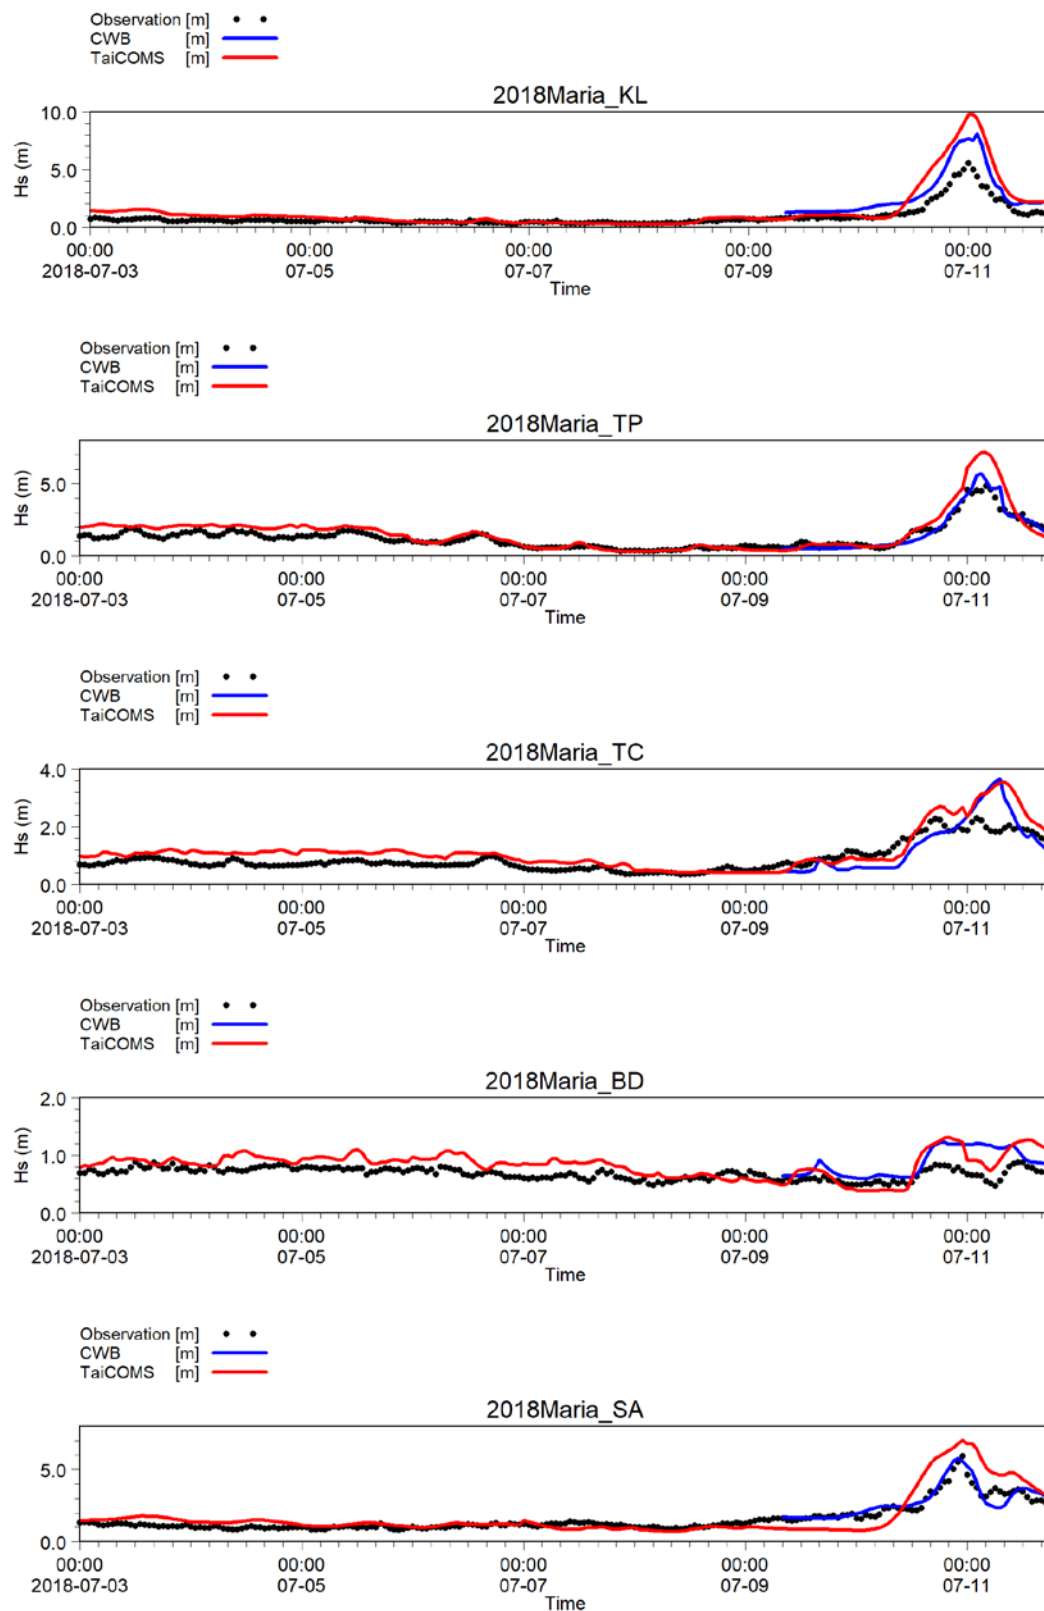 Observation [m]
CWB [m]
TaiCOMS [m]
2018Maria_KL
10.0
5.0
0.0
Hs (m)
00:00 00:00 00:00 00:00 00:00
2018-07-03 07-05 07-07 07-09 07-11
Time
Observation [m]
CWB [m]
TaiCOMS [m]
2018Maria_TP
5.0
0.0
Hs (m)
00:00 00:00 00:00 00:00 00:00
2018-07-03 07-05 07-07 07-09 07-11
Time
Observation [m]
CWB [m]
TaiCOMS [m]
2018Maria_TC
4.0
2.0
0.0
Hs (m)
00:00 00:00 00:00 00:00 00:00
2018-07-03 07-05 07-07 07-09 07-11
Time
Observation [m]
CWB [m]
TaiCOMS [m]
2018Maria_BD
2.0
1.0
0.0
Hs (m)
00:00 00:00 00:00 00:00 00:00
2018-07-03 07-05 07-07 07-09 07-11
Time
Observation [m]
CWB [m]
TaiCOMS [m]
2018Maria_SA
5.0
0.0
Hs (m)
00:00 00:00 00:00 00:00 00:00
2018-07-03 07-05 07-07 07-09 07-11
Time